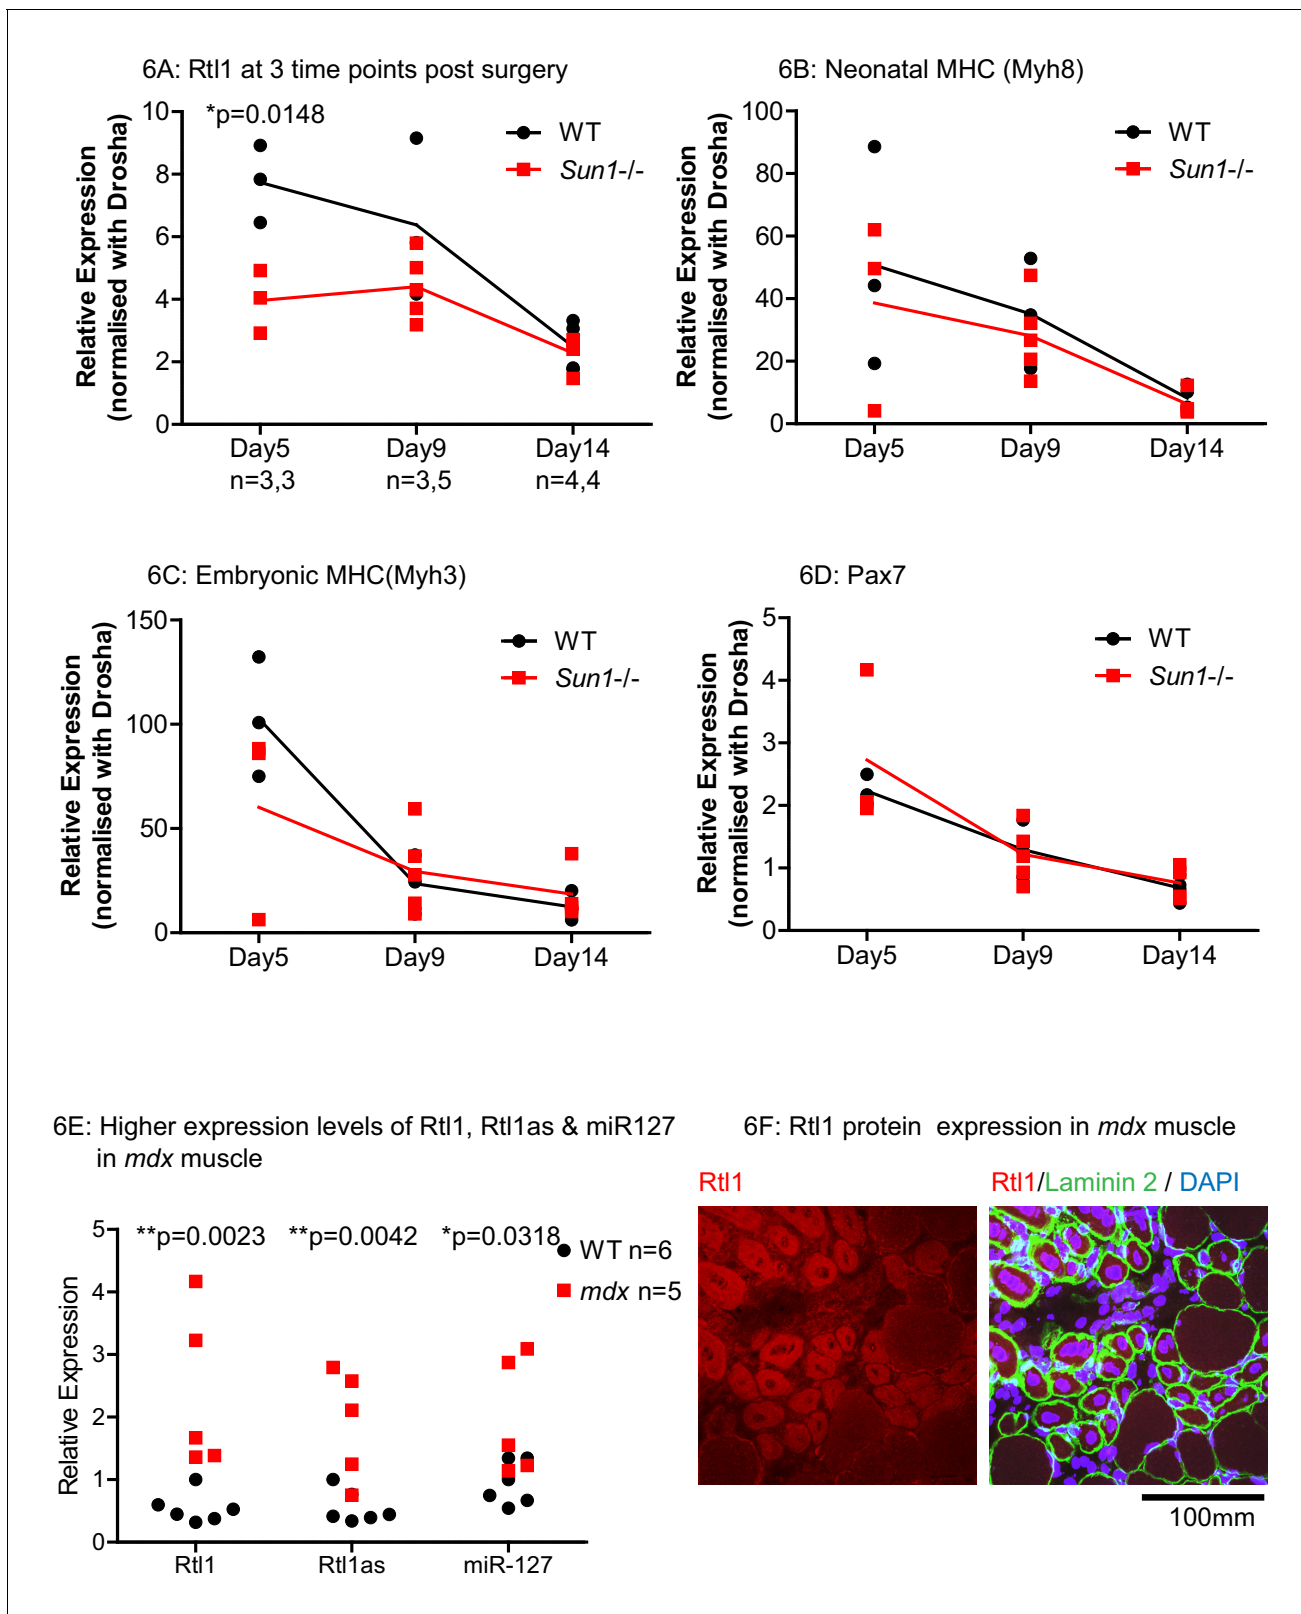 6A: Rtl1 at 3 time points post surgery
*p=0.0148
WT
Sun1-/-
Relative Expression
(normalised with Drosha)
10
8
6
4
2
0
Day5
Day9
Day14
n=3,3
n=3,5
n=4,4
6B: Neonatal MHC (Myh8)
WT
Sun1-/-
Relative Expression
(normalised with Drosha)
100
80
60
40
20
0
Day5
Day9
Day14
6C: Embryonic MHC(Myh3)
WT
Sun1-/-
Relative Expression
(normalised with Drosha)
150
100
50
0
Day5
Day9
Day14
6D: Pax7
WT
Sun1-/-
Relative Expression
(normalised with Drosha)
5
4
3
2
1
0
Day5
Day9
Day14
6E: Higher expression levels of Rtl1, Rtl1as & miR127
in mdx muscle
**p=0.0023
**p=0.0042
*p=0.0318
WT n=6
mdx n=5
Relative Expression
5
4
3
2
1
0
Rtl1
Rtl1as
miR-127
6F: Rtl1 protein expression in mdx muscle
Rtl1
Rtl1/Laminin 2 / DAPI
100mm